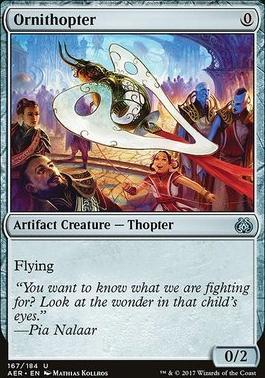 Ornithopter 0
Artifact Creature — Thopter
Flying
“You want to know what we are fighting
for? Look at the wonder in that child’s
eyes.”
—Pia Nalaar
0/2
167/184 U
AER • EN Mathias Kollros
™ & © 2017 Wizards of the Coast